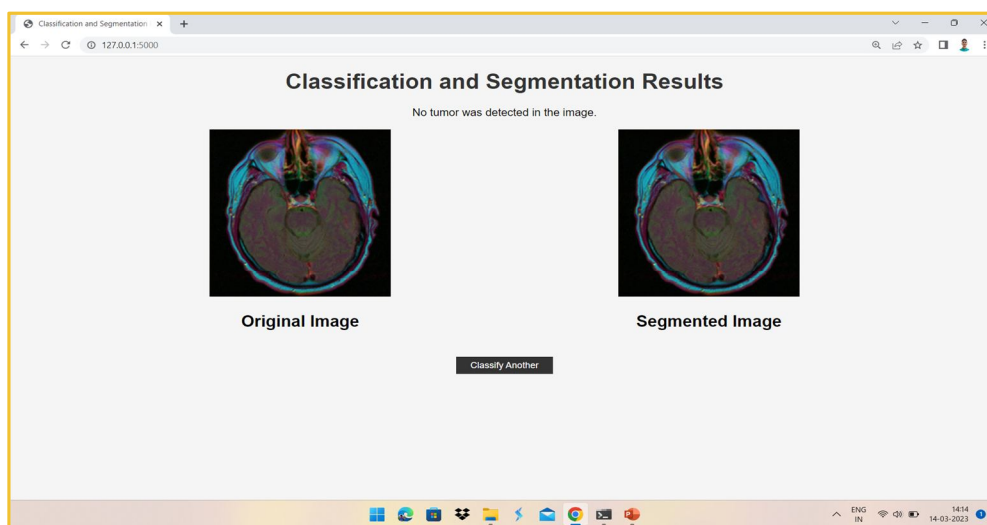 Classification and Segmentation
127.0.0.1:5000
Classification and Segmentation Results
No tumor was detected in the image.
Original Image
Segmented Image
Classify Another
ENG
IN
14:14
14-03-2023
1